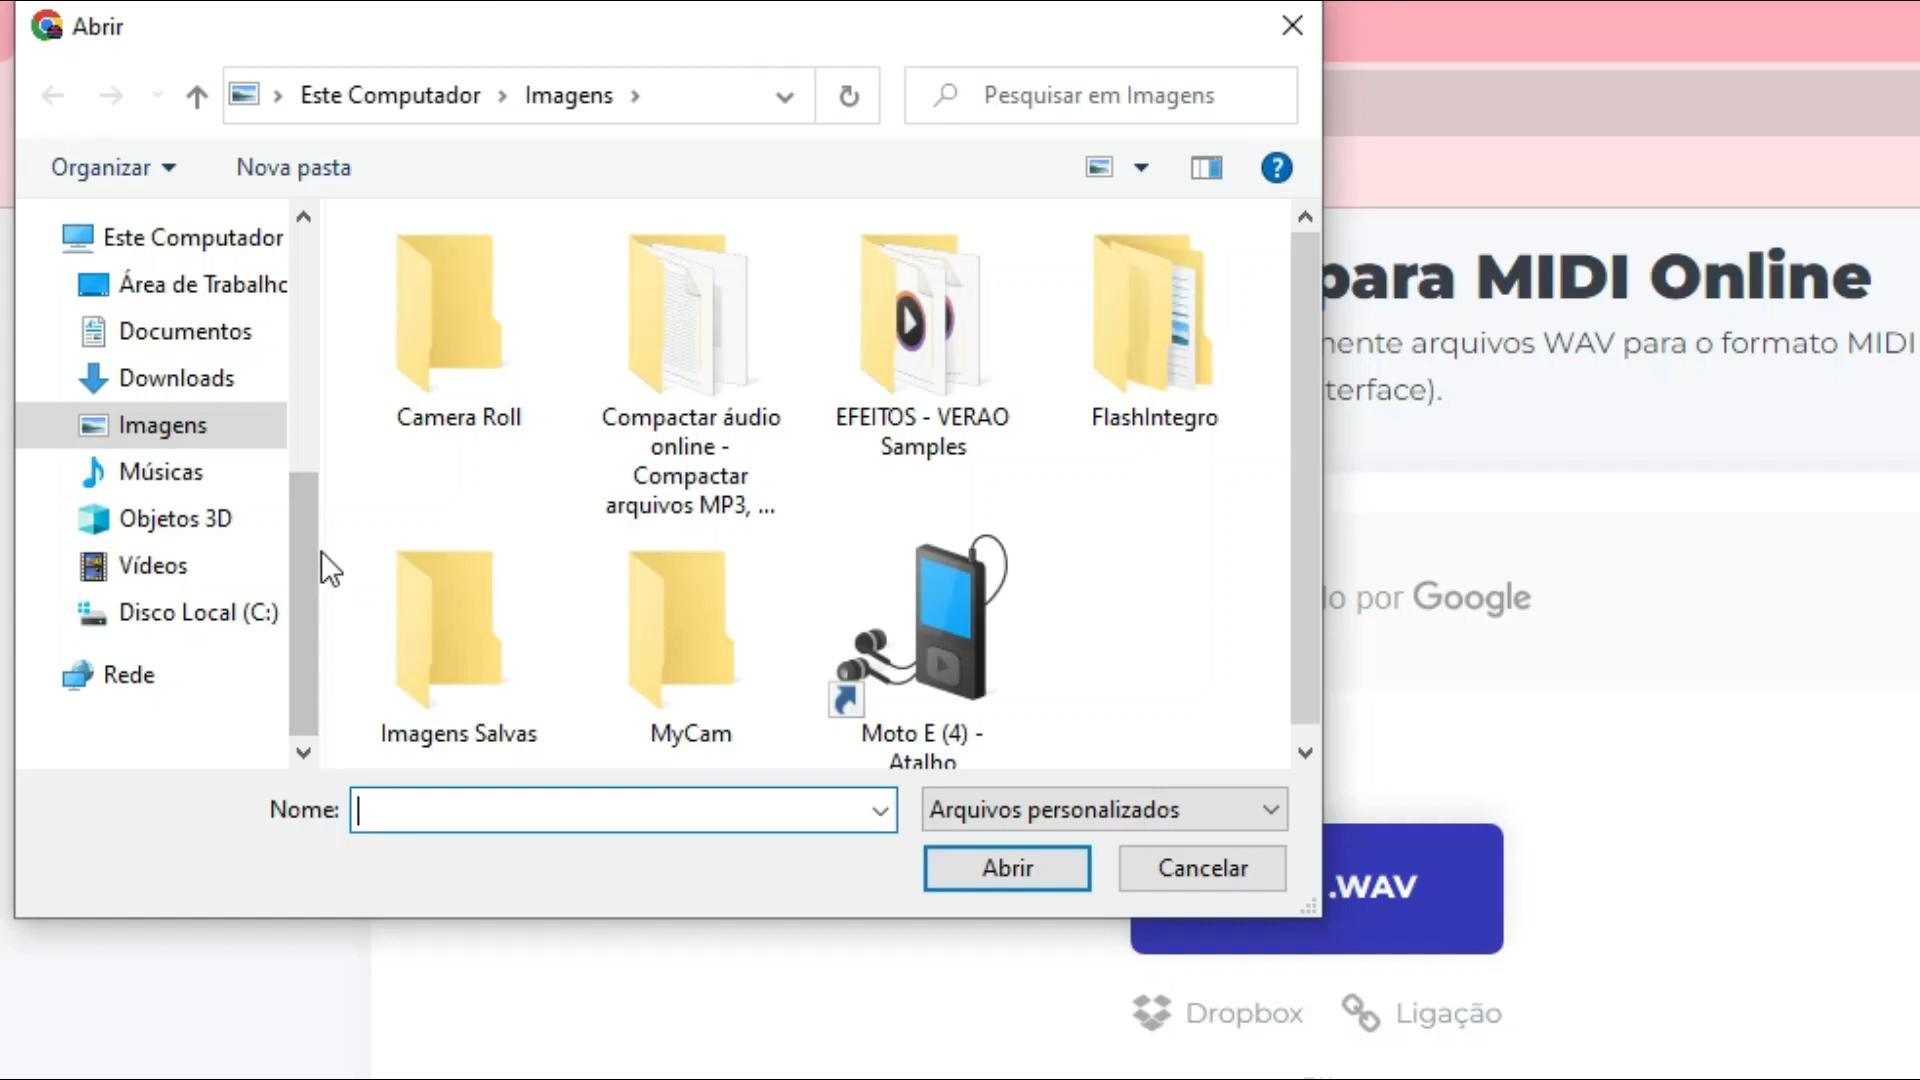 Abrir
Este Computador
Imagens
Pesquisar em Imagens
Organizar
Nova pasta
?
Este Computador
Área de Trabalho
Documentos
Downloads
Imagens
Músicas
Objetos 3D
Vídeos
Disco Local (C:)
Rede
Camera Roll
Compactar áudio
online -
Compactar
arquivos MP3, ...
EFEITOS - VERAO
Samples
FlashIntegro
Imagens Salvas
MyCam
Moto E (4) -
Atalho
Nome:
Arquivos personalizados
Abrir
Cancelar
para MIDI Online
mente arquivos WAV para o formato MIDI
terface).
do por Google
.WAV
Dropbox
Ligação